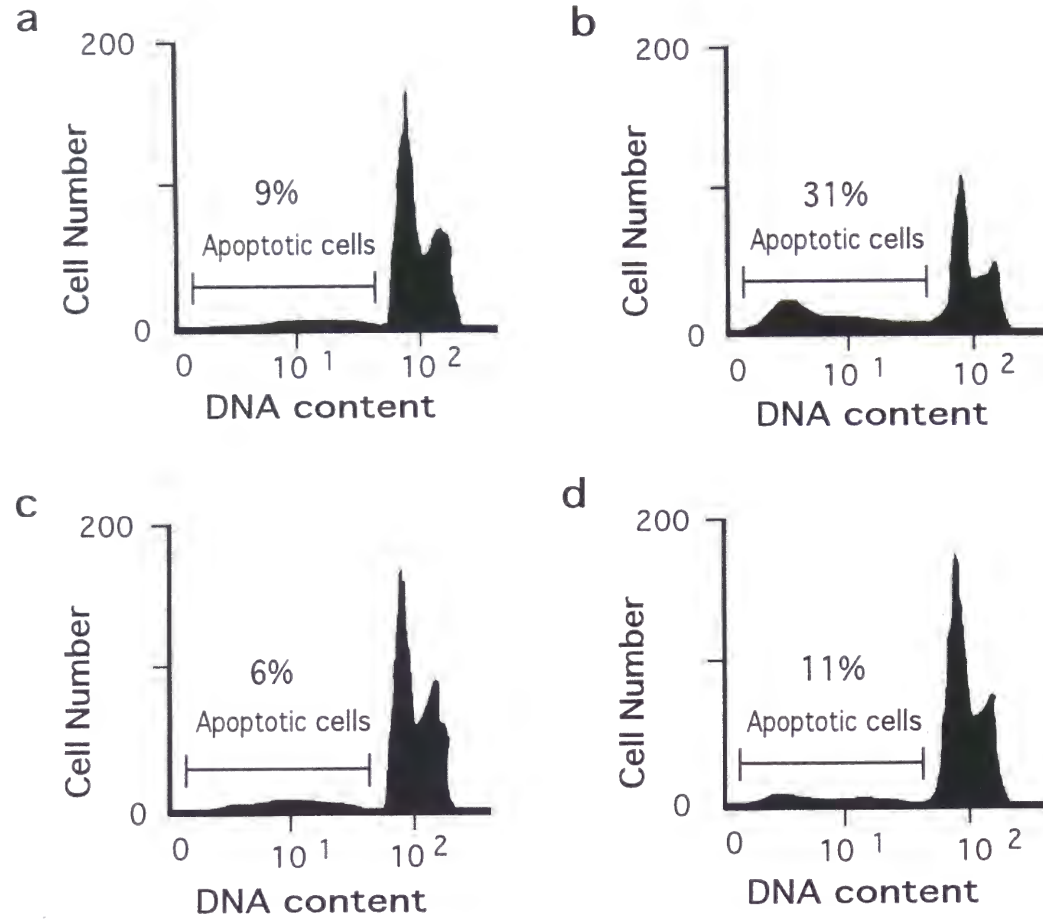 a
200
Cell Number
9%
Apoptotic cells
0
0 10 1 10 2
DNA content
b
200
Cell Number
31%
Apoptotic cells
0
0 10 1 10 2
DNA content
c
200
Cell Number
6%
Apoptotic cells
0
0 10 1 10 2
DNA content
d
200
Cell Number
11%
Apoptotic cells
0
0 10 1 10 2
DNA content